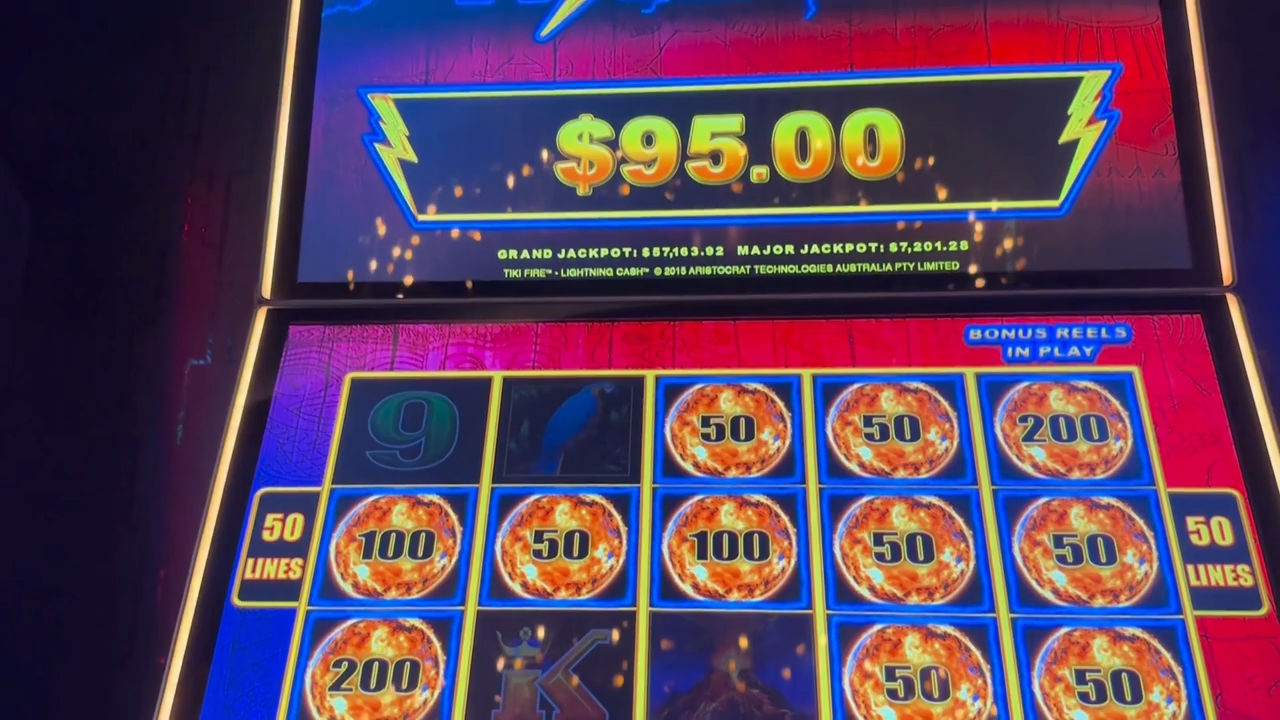 $95.00
GRAND JACKPOT: $57,163.92 MAJOR JACKPOT: $7,201.28
TIKI FIRE™ • LIGHTNING CASH™ © 2015 ARISTOCRAT TECHNOLOGIES AUSTRALIA PTY LIMITED
BONUS REELS
IN PLAY
9 50 50 200
50
LINES
100 50 100 50 50
50
LINES
200 K 50 50